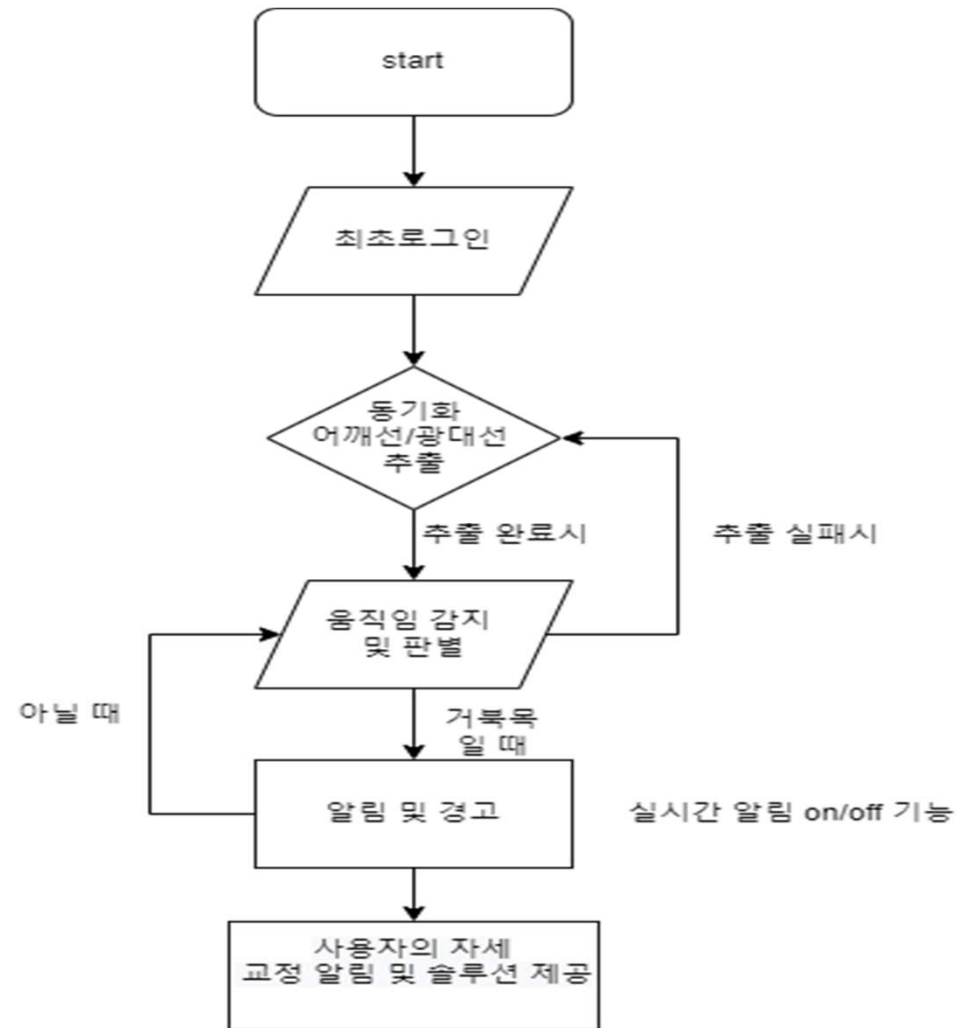 start
최초로그인
동기화
어깨선/광대선
추출
추출 완료시
추출 실패시
움직임 감지
및 판별
아닐 때
거북목
일 때
알림 및 경고
실시간 알림 on/off 기능
사용자의 자세
교정 알림 및 솔루션 제공